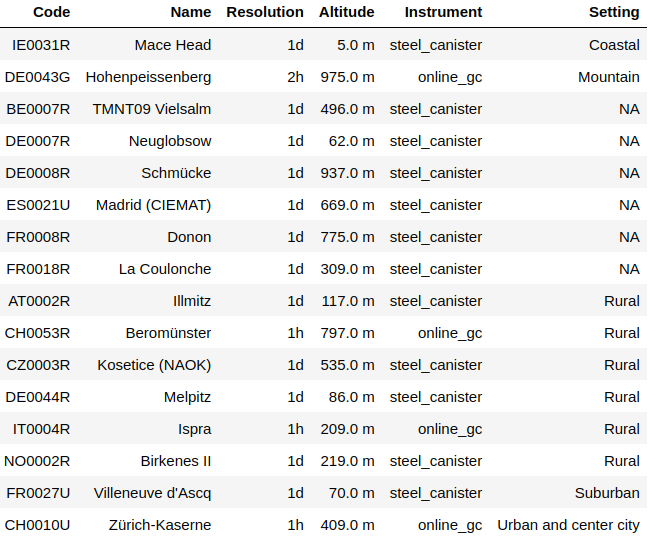 Code Name Resolution Altitude Instrument Setting
IE0031R Mace Head 1d 5.0 m steel_canister Coastal
DE0043G Hohenpeissenberg 2h 975.0 m online_gc Mountain
BE0007R TMNT09 Vielsalm 1d 496.0 m steel_canister NA
DE0007R Neuglobsow 1d 62.0 m steel_canister NA
DE0008R Schmücke 1d 937.0 m steel_canister NA
ES0021U Madrid (CIEMAT) 1d 669.0 m steel_canister NA
FR0008R Donon 1d 775.0 m steel_canister NA
FR0018R La Coulonche 1d 309.0 m steel_canister NA
AT0002R Illmitz 1d 117.0 m steel_canister Rural
CH0053R Beromünster 1h 797.0 m online_gc Rural
CZ0003R Kosetice (NAOK) 1d 535.0 m steel_canister Rural
DE0044R Melpitz 1d 86.0 m steel_canister Rural
IT0004R Ispra 1h 209.0 m online_gc Rural
NO0002R Birkenes II 1d 219.0 m steel_canister Rural
FR0027U Villeneuve d'Ascq 1d 70.0 m steel_canister Suburban
CH0010U Zürich-Kaserne 1h 409.0 m online_gc Urban and center city